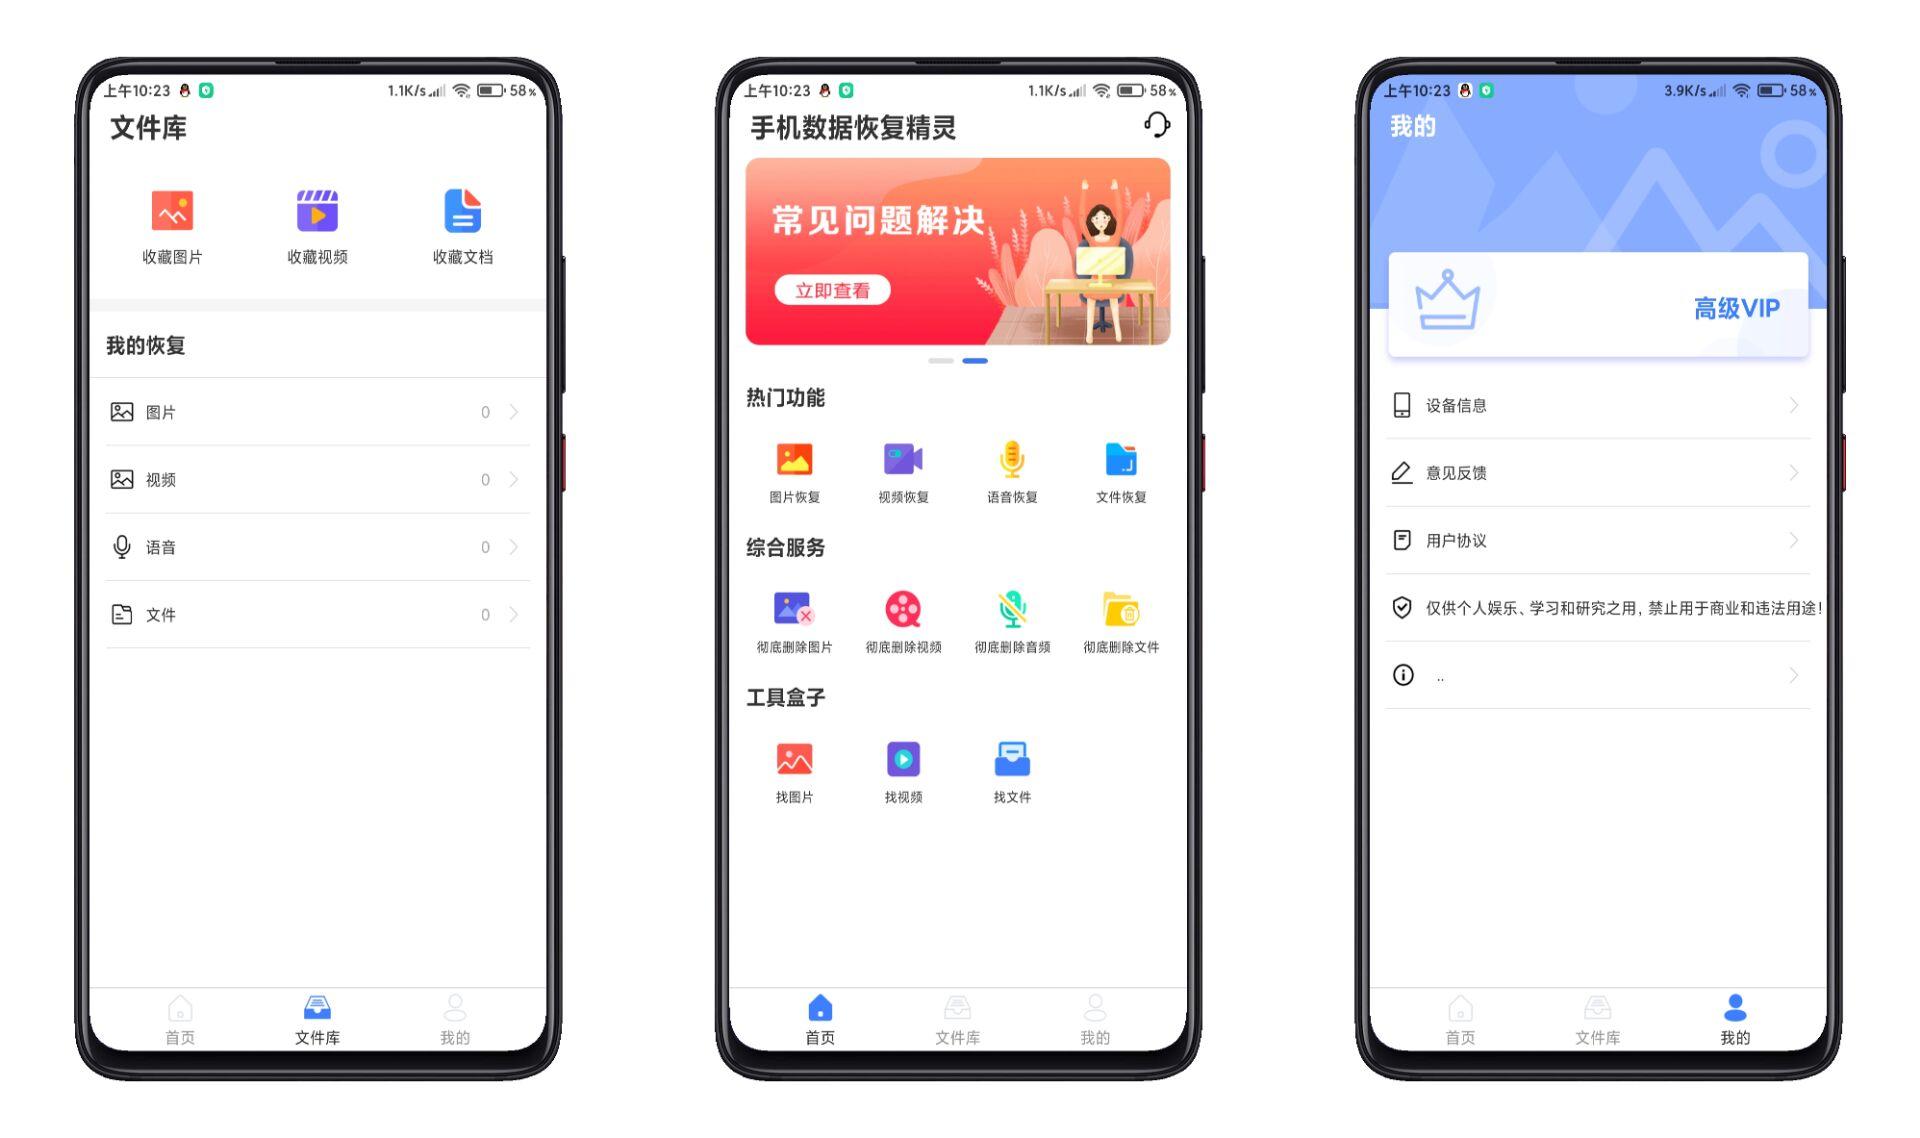 上午10:23
1.1K/s
58%
文件库
收藏图片
收藏视频
收藏文档
我的恢复
图片 0
视频 0
语音 0
文件 0
首页
文件库
我的
上午10:23
1.1K/s
58%
手机数据恢复精灵
常见问题解决
立即查看
热门功能
图片恢复
视频恢复
语音恢复
文件恢复
综合服务
彻底删除图片
彻底删除视频
彻底删除音频
彻底删除文件
工具盒子
找图片
找视频
找文件
首页
文件库
我的
上午10:23
3.9K/s
58%
我的
高级VIP
设备信息
意见反馈
用户协议
仅供个人娱乐、学习和研究之用，禁止用于商业和违法用途！
..
首页
文件库
我的